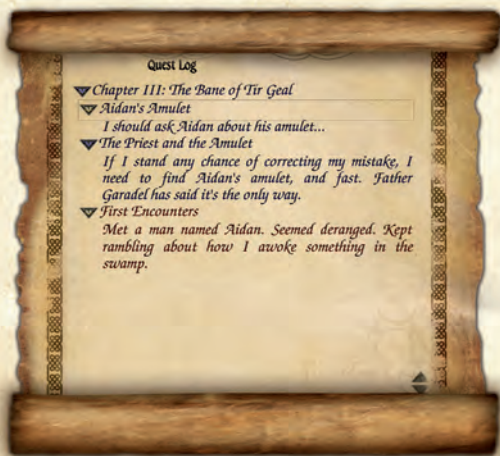 Quest Log
Chapter III: The Bane of Tir Geal
Aidan's Amulet
I should ask Aidan about his amulet...
The Priest and the Amulet
If I stand any chance of correcting my mistake, I
need to find Aidan's amulet, and fast. Father
Garadel has said it's the only way.
First Encounters
Met a man named Aidan. Seemed deranged. Kept
rambling about how I awoke something in the
swamp.